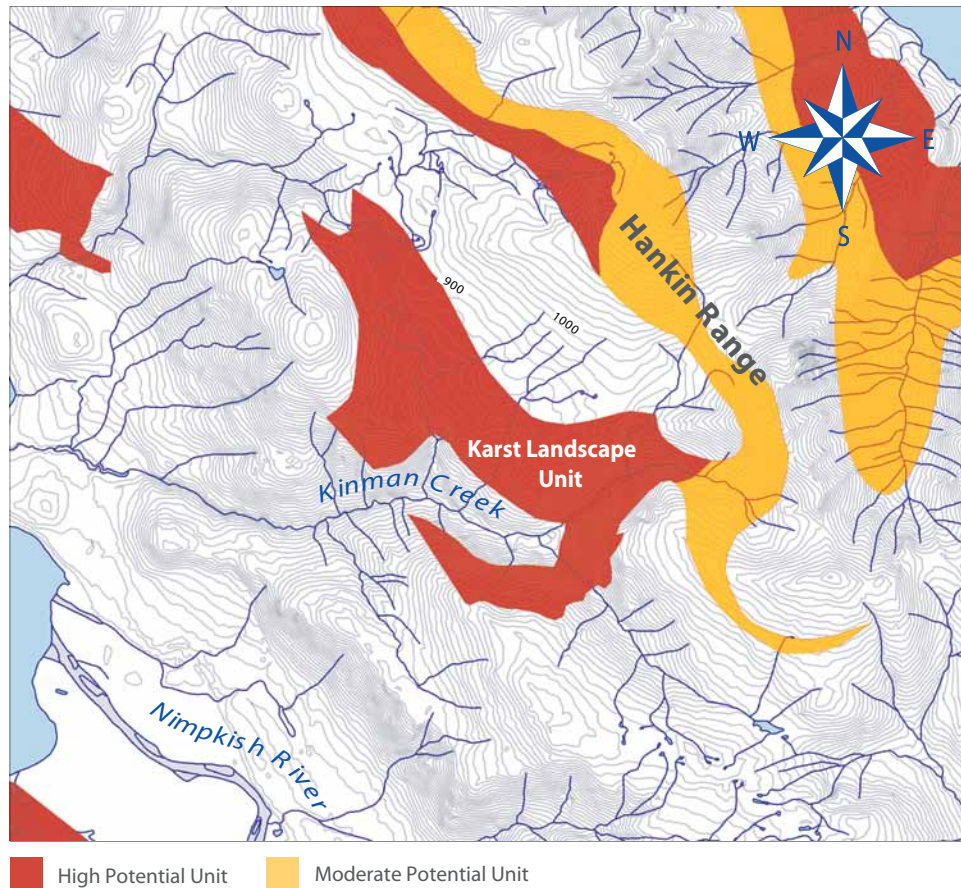 N
W
E
S
Hankin Range
900
1000
Karst Landscape
Unit
Kinman Creek
Nimpkish River
High Potential Unit
Moderate Potential Unit